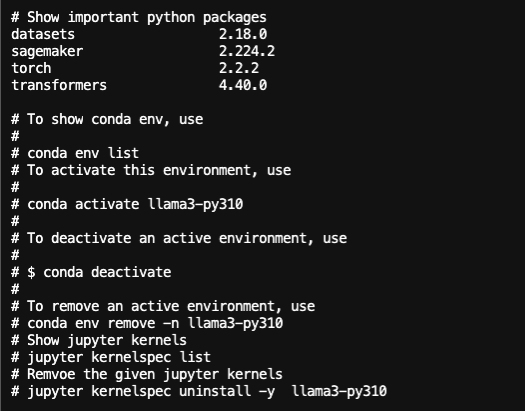 # Show important python packages
datasets                  2.18.0
sagemaker                 2.224.2
torch                     2.2.2
transformers              4.40.0
# To show conda env, use
#
# conda env list
# To activate this environment, use
#
# conda activate llama3-py310
#
# To deactivate an active environment, use
#
# $ conda deactivate
#
# To remove an active environment, use
# conda env remove -n llama3-py310
# Show jupyter kernels
# jupyter kernelspec list
# Remvoe the given jupyter kernels
# jupyter kernelspec uninstall -y  llama3-py310